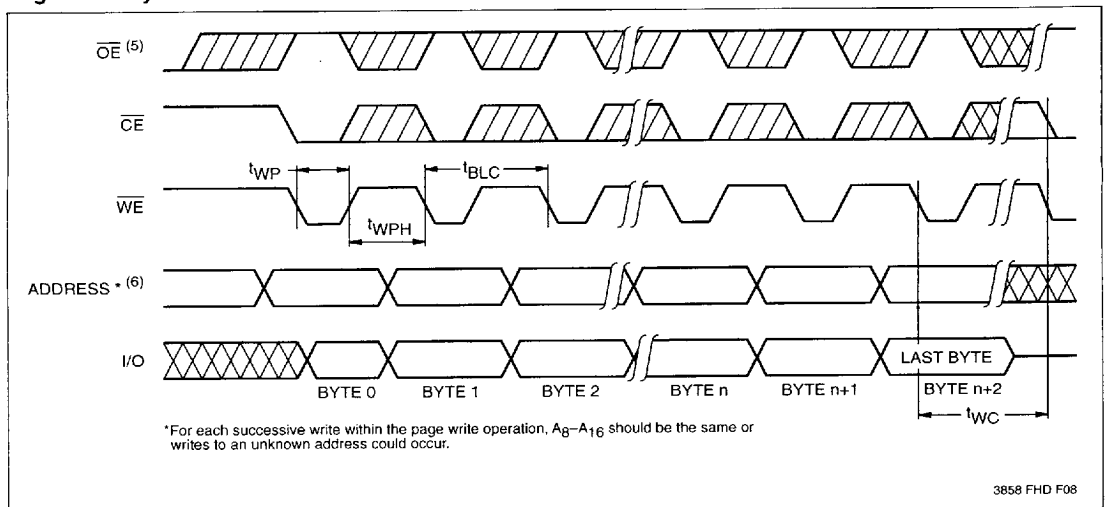 OE (5)
CE
tWP
tBLC
WE
tWPH
ADDRESS * (6)
I/O
LAST BYTE
BYTE 0 BYTE 1 BYTE 2 BYTE n BYTE n+1 BYTE n+2
tWC
*For each successive write within the page write operation, A8–A16 should be the same or
writes to an unknown address could occur.
3858 FHD F08